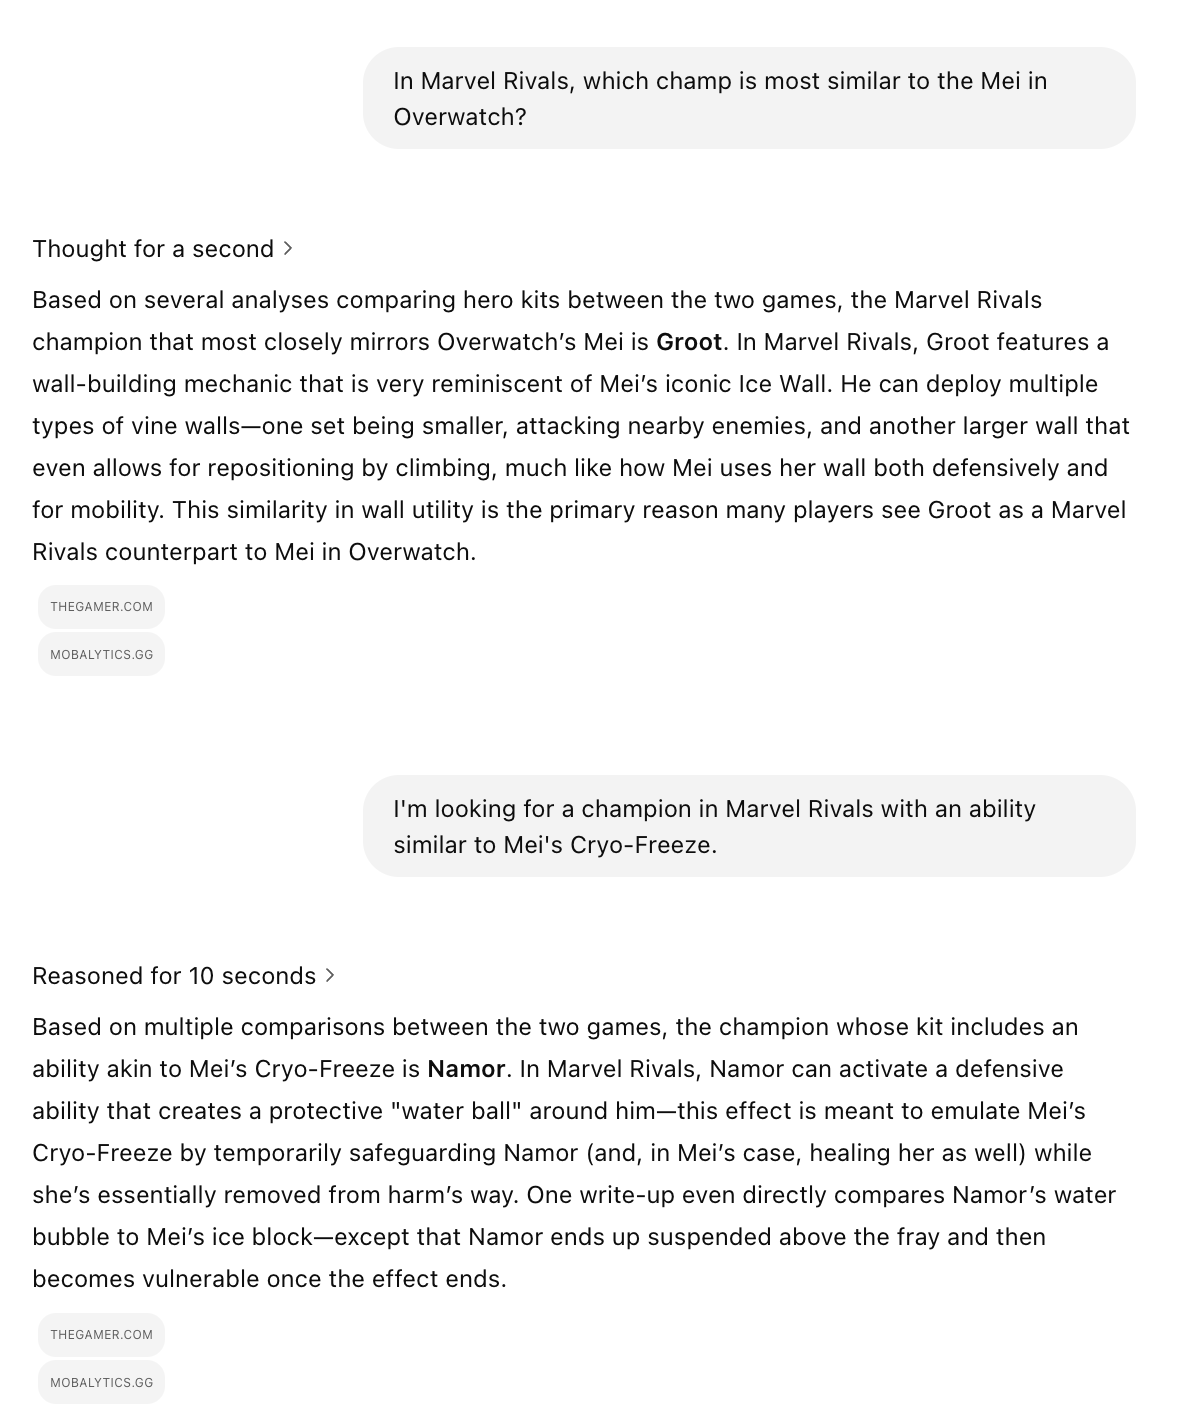 In Marvel Rivals, which champ is most similar to the Mei in
Overwatch?
Thought for a second >
Based on several analyses comparing hero kits between the two games, the Marvel Rivals
champion that most closely mirrors Overwatch’s Mei is Groot. In Marvel Rivals, Groot features a
wall-building mechanic that is very reminiscent of Mei’s iconic Ice Wall. He can deploy multiple
types of vine walls—one set being smaller, attacking nearby enemies, and another larger wall that
even allows for repositioning by climbing, much like how Mei uses her wall both defensively and
for mobility. This similarity in wall utility is the primary reason many players see Groot as a Marvel
Rivals counterpart to Mei in Overwatch.
THEGAMER.COM
MOBALYTICS.GG
I'm looking for a champion in Marvel Rivals with an ability
similar to Mei's Cryo-Freeze.
Reasoned for 10 seconds >
Based on multiple comparisons between the two games, the champion whose kit includes an
ability akin to Mei’s Cryo-Freeze is Namor. In Marvel Rivals, Namor can activate a defensive
ability that creates a protective "water ball" around him—this effect is meant to emulate Mei’s
Cryo-Freeze by temporarily safeguarding Namor (and, in Mei’s case, healing her as well) while
she’s essentially removed from harm’s way. One write-up even directly compares Namor’s water
bubble to Mei’s ice block—except that Namor ends up suspended above the fray and then
becomes vulnerable once the effect ends.
THEGAMER.COM
MOBALYTICS.GG